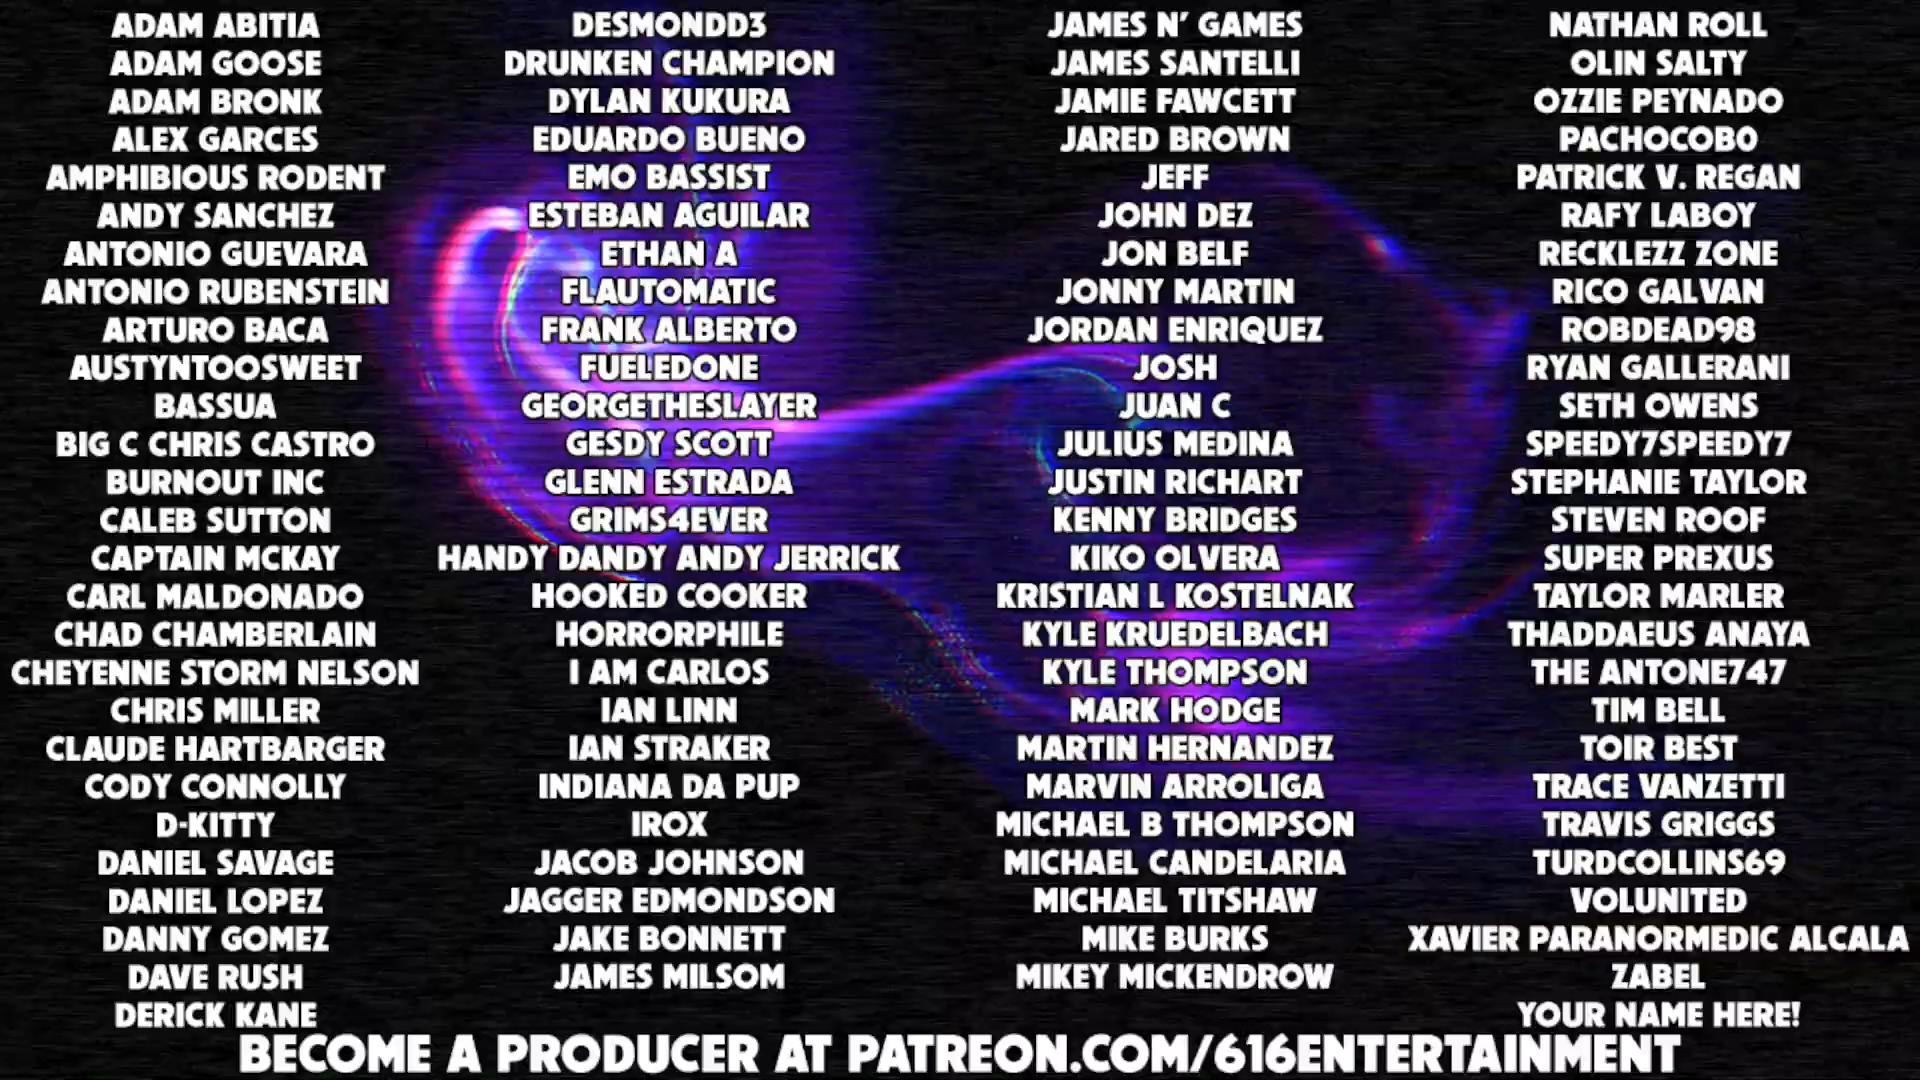 ADAM ABITIA
ADAM GOOSE
ADAM BRONK
ALEX GARCES
AMPHIBIOUS RODENT
ANDY SANCHEZ
ANTONIO GUEVARA
ANTONIO RUBENSTEIN
ARTURO BACA
AUSTYNTOOSWEET
BASSUA
BIG C CHRIS CASTRO
BURNOUT INC
CALEB SUTTON
CAPTAIN MCKAY
CARL MALDONADO
CHAD CHAMBERLAIN
CHEYENNE STORM NELSON
CHRIS MILLER
CLAUDE HARTBARGER
CODY CONNOLLY
D-KITTY
DANIEL SAVAGE
DANIEL LOPEZ
DANNY GOMEZ
DAVE RUSH
DERICK KANE
DESMONDD3
DRUNKEN CHAMPION
DYLAN KUKURA
EDUARDO BUENO
EMO BASSIST
ESTEBAN AGUILAR
ETHAN A
FLAUTOMATIC
FRANK ALBERTO
FUELEDONE
GEORGETHESLAYER
GESDY SCOTT
GLENN ESTRADA
GRIMS4EVER
HANDY DANDY ANDY JERRICK
HOOKED COOKER
HORRORPHILE
I AM CARLOS
IAN LINN
IAN STRAKER
INDIANA DA PUP
IROX
JACOB JOHNSON
JAGGER EDMONDSON
JAKE BONNETT
JAMES MILSOM
JAMES N' GAMES
JAMES SANTELLI
JAMIE FAWCETT
JARED BROWN
JEFF
JOHN DEZ
JON BELF
JONNY MARTIN
JORDAN ENRIQUEZ
JOSH
JUAN C
JULIUS MEDINA
JUSTIN RICHART
KENNY BRIDGES
KIKO OLVERA
KRISTIAN L KOSTELNAK
KYLE KRUEDELBACH
KYLE THOMPSON
MARK HODGE
MARTIN HERNANDEZ
MARVIN ARROLIGA
MICHAEL B THOMPSON
MICHAEL CANDELARIA
MICHAEL TITSHAW
MIKE BURKS
MIKEY MICKENDROW
NATHAN ROLL
OLIN SALTY
OZZIE PEYNADO
PACHOCOB0
PATRICK V. REGAN
RAFY LABOY
RECKLEZZ ZONE
RICO GALVAN
ROBDEAD98
RYAN GALLERANI
SETH OWENS
SPEEDY7SPEEDY7
STEPHANIE TAYLOR
STEVEN ROOF
SUPER PREXUS
TAYLOR MARLER
THADDAEUS ANAYA
THE ANTONE747
TIM BELL
TOIR BEST
TRACE VANZETTI
TRAVIS GRIGGS
TURDCOLLINS69
VOLUNITED
XAVIER PARANORMEDIC ALCALA
ZABEL
YOUR NAME HERE!
BECOME A PRODUCER AT PATREON.COM/616ENTERTAINMENT